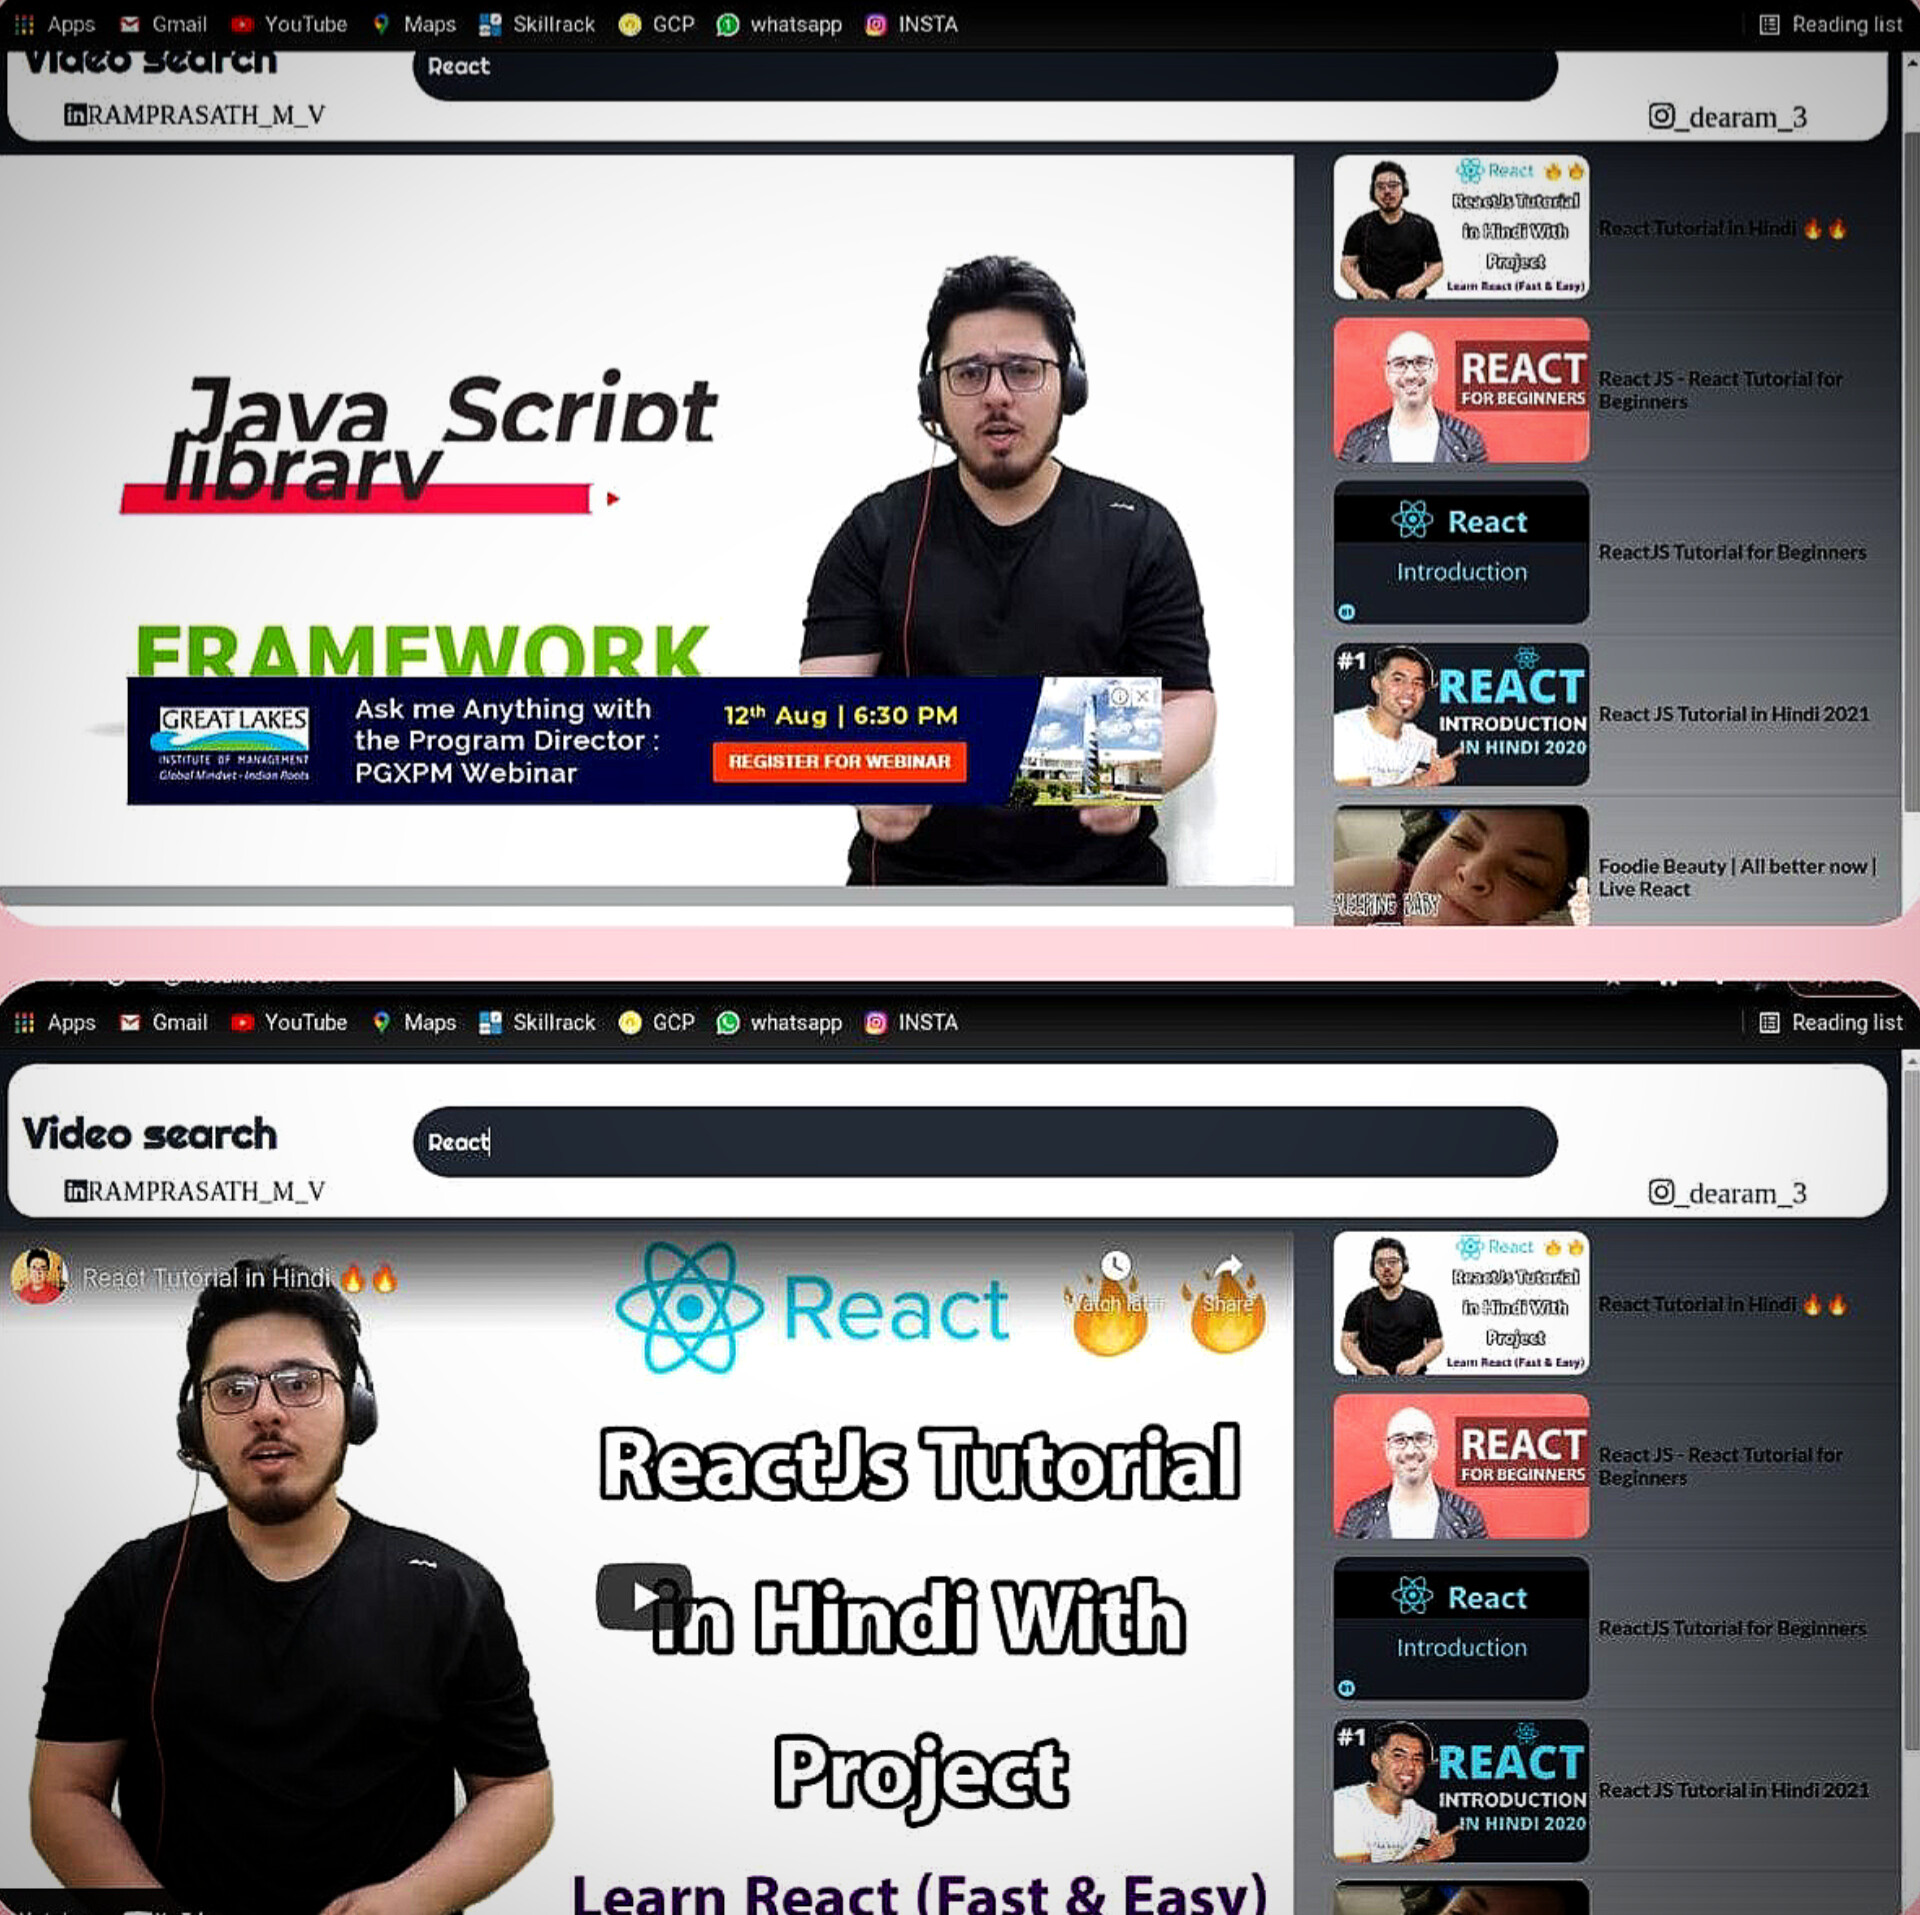 Apps Gmail YouTube Maps Skillrack GCP whatsapp INSTA Reading list
Video search
React
RAMPRASATH_M_V
_dearam_3
Java Script
library
FRAMEWORK
GREAT LAKES
INSTITUTE OF MANAGEMENT
Global Mindset - Indian Roots
Ask me Anything with
the Program Director :
PGXPM Webinar
12th Aug | 6:30 PM
REGISTER FOR WEBINAR
React 🔥🔥
ReactJs Tutorial
in Hindi With
Project
Learn React (Fast & Easy)
React Tutorial in Hindi 🔥🔥
REACT
FOR BEGINNERS
React JS - React Tutorial for
Beginners
React
Introduction
ReactJS Tutorial for Beginners
#1
REACT
INTRODUCTION
IN HINDI 2020
React JS Tutorial in Hindi 2021
SLEEPING BABY
Foodie Beauty | All better now |
Live React
Apps Gmail YouTube Maps Skillrack GCP whatsapp INSTA Reading list
Video search
React
RAMPRASATH_M_V
_dearam_3
React Tutorial in Hindi 🔥🔥
React
Watch later
Share
ReactJs Tutorial
in Hindi With
Project
Learn React (Fast & Easy)
React 🔥🔥
ReactJs Tutorial
in Hindi With
Project
Learn React (Fast & Easy)
React Tutorial in Hindi 🔥🔥
REACT
FOR BEGINNERS
React JS - React Tutorial for
Beginners
React
Introduction
ReactJS Tutorial for Beginners
#1
REACT
INTRODUCTION
IN HINDI 2020
React JS Tutorial in Hindi 2021